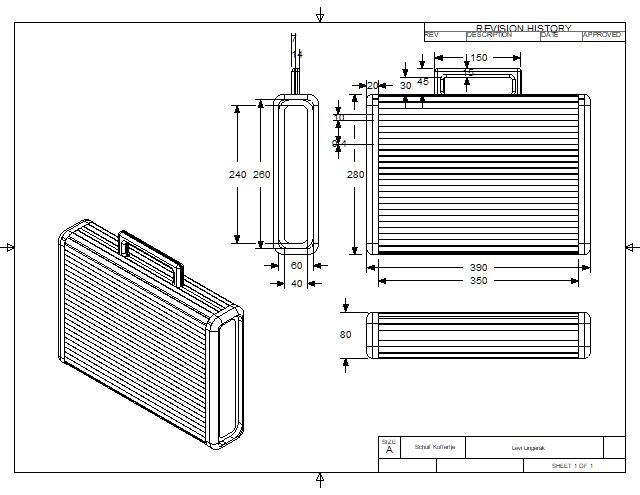 REVISION HISTORY
REV DESCRIPTION DATE APPROVED
14
150
15
45
30
20
10
240
260
280
60
40
390
350
80
SIZE
A
Schuif Koffertje
Levi Lingerak
SHEET 1 OF 1